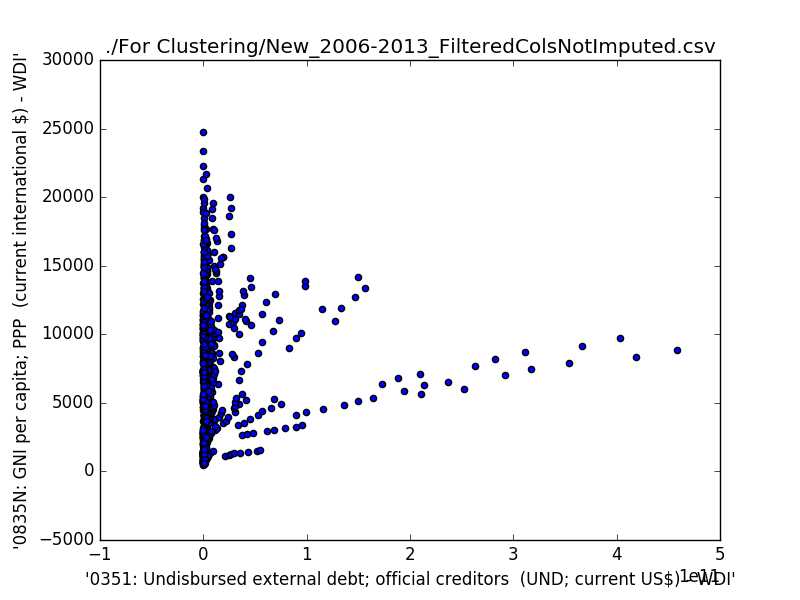 ./For Clustering/New_2006-2013_FilteredColsNotImputed.csv
30000
25000
20000
15000
10000
5000
0
−5000
'0835N: GNI per capita; PPP (current international $) - WDI'
−1 0 1 2 3 4 5
1e11
'0351: Undisbursed external debt; official creditors (UND; current US$) - WDI'